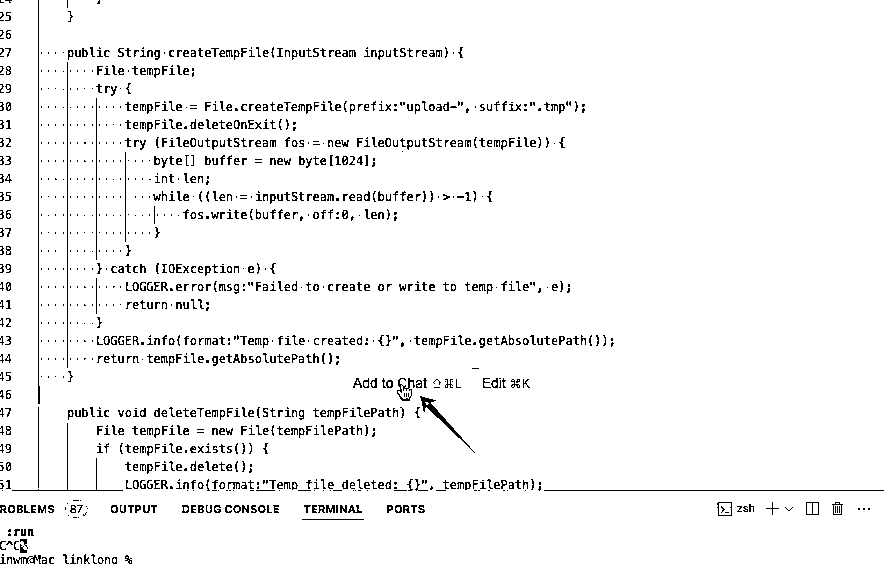 25 }
26
27 public String createTempFile(InputStream inputStream) {
28 File tempFile;
29 try {
30 tempFile = File.createTempFile(prefix:"upload-", suffix:".tmp");
31 tempFile.deleteOnExit();
32 try (FileOutputStream fos = new FileOutputStream(tempFile)) {
33 byte[] buffer = new byte[1024];
34 int len;
35 while ((len = inputStream.read(buffer)) > -1) {
36 fos.write(buffer, off:0, len);
37 }
38 }
39 } catch (IOException e) {
40 LOGGER.error(msg:"Failed to create or write to temp file", e);
41 return null;
42 }
43 LOGGER.info(format:"Temp file created: {}", tempFile.getAbsolutePath());
44 return tempFile.getAbsolutePath();
45 }
Add to Chat ⇧⌘L Edit ⌘K
46
47 public void deleteTempFile(String tempFilePath) {
48 File tempFile = new File(tempFilePath);
49 if (tempFile.exists()) {
50 tempFile.delete();
51 LOGGER.info(format:"Temp file deleted: {}", tempFilePath);
ROBLEMS 87 OUTPUT DEBUG CONSOLE TERMINAL PORTS zsh
:run
C^C
inwm@Mac linklong %